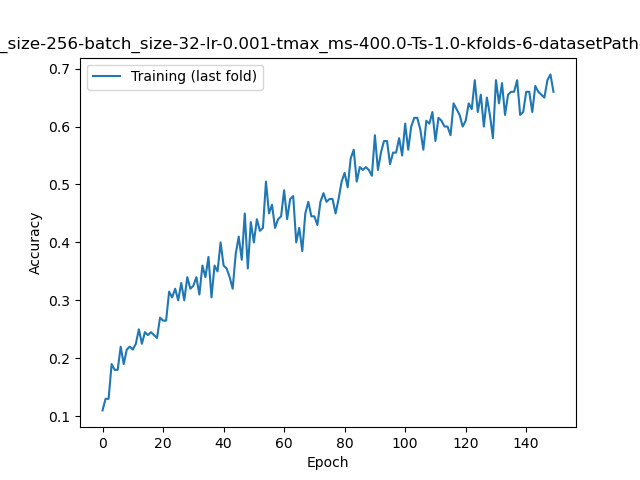 _size-256-batch_size-32-lr-0.001-tmax_ms-400.0-Ts-1.0-kfolds-6-datasetPath-
Training (last fold)
0.7
0.6
0.5
0.4
0.3
0.2
0.1
Accuracy
0 20 40 60 80 100 120 140
Epoch